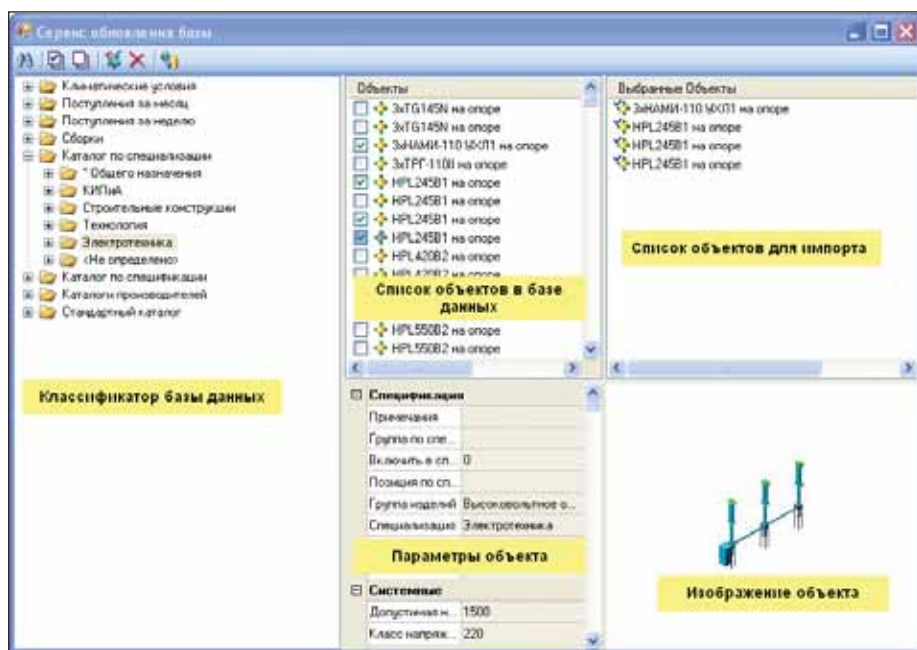 Сервис обновления базы
Климатические условия
Поступления за месяц
Поступления за неделю
Сборки
Каталог по специализации
* Общего назначения
КИПиА
Строительные конструкции
Технология
Электротехника
<Не определено>
Каталог по спецификации
Каталоги производителей
Стандартный каталог
Классификатор базы данных
Объекты
3xTG145N на опоре
3xTG145N на опоре
3xНАМИ-110 УХЛ1 на опоре
3xТРГ-110II на опоре
HPL245B1 на опоре
HPL245B1 на опоре
HPL245B1 на опоре
HPL245B1 на опоре
HPL420B2 на опоре
HPL420B2 на опоре
Список объектов в базе
данных
HPL550B2 на опоре
HPL550B2 на опоре
Выбранные Объекты
3xНАМИ-110 УХЛ1 на опоре
HPL245B1 на опоре
HPL245B1 на опоре
HPL245B1 на опоре
Список объектов для импорта
Спецификация
Примечания
Группа по спе...
Включить в сп... 0
Позиция по сп...
Группа изделий Высоковольтное о...
Специализация Электротехника
Параметры объекта
Системные
Допустимая н... 1500
Класс напряж... 220
Изображение объекта